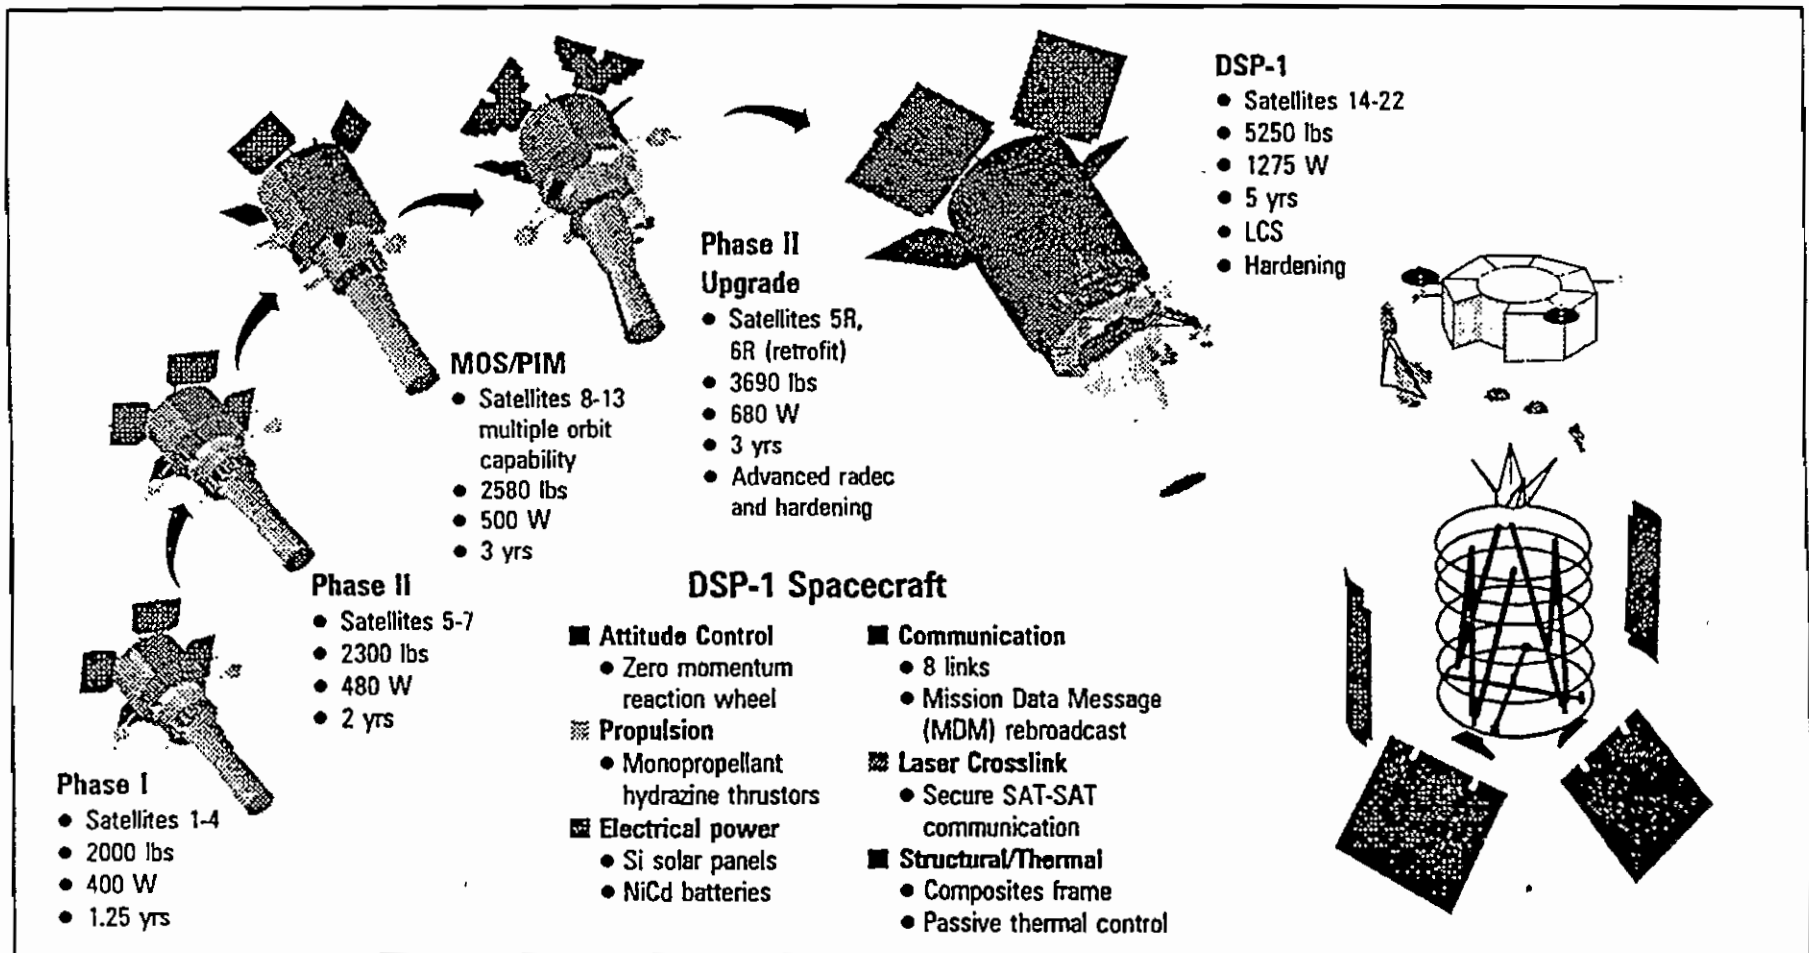 DSP-1
• Satellites 14-22
• 5250 lbs
• 1275 W
• 5 yrs
• LCS
• Hardening
Phase II
Upgrade
• Satellites 5R,
6R (retrofit)
• 3690 lbs
• 680 W
• 3 yrs
• Advanced radec
and hardening
MOS/PIM
• Satellites 8-13
multiple orbit
capability
• 2580 lbs
• 500 W
• 3 yrs
Phase II
• Satellites 5-7
• 2300 lbs
• 480 W
• 2 yrs
Phase I
• Satellites 1-4
• 2000 lbs
• 400 W
• 1.25 yrs
DSP-1 Spacecraft
■ Attitude Control
• Zero momentum
reaction wheel
■ Propulsion
• Monopropellant
hydrazine thrustors
■ Electrical power
• Si solar panels
• NiCd batteries
■ Communication
• 8 links
• Mission Data Message
(MDM) rebroadcast
■ Laser Crosslink
• Secure SAT-SAT
communication
■ Structural/Thermal
• Composites frame
• Passive thermal control